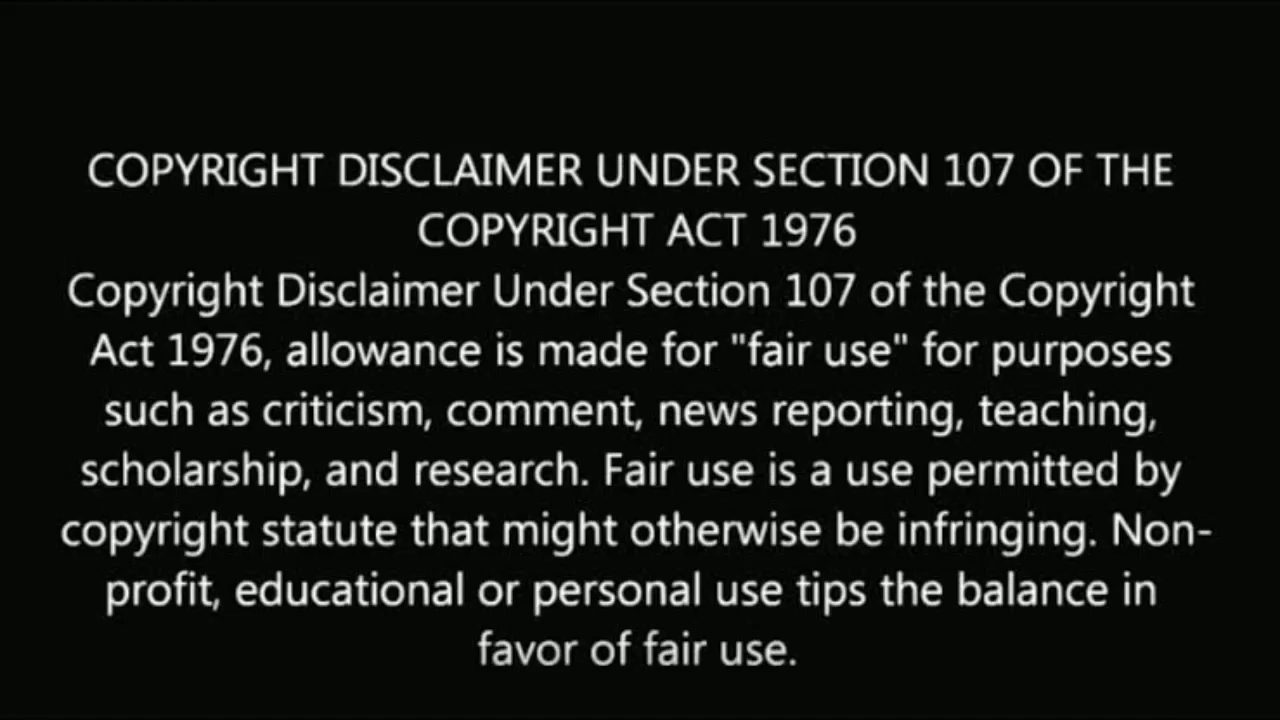 COPYRIGHT DISCLAIMER UNDER SECTION 107 OF THE
COPYRIGHT ACT 1976
Copyright Disclaimer Under Section 107 of the Copyright
Act 1976, allowance is made for "fair use" for purposes
such as criticism, comment, news reporting, teaching,
scholarship, and research. Fair use is a use permitted by
copyright statute that might otherwise be infringing. Non-
profit, educational or personal use tips the balance in
favor of fair use.